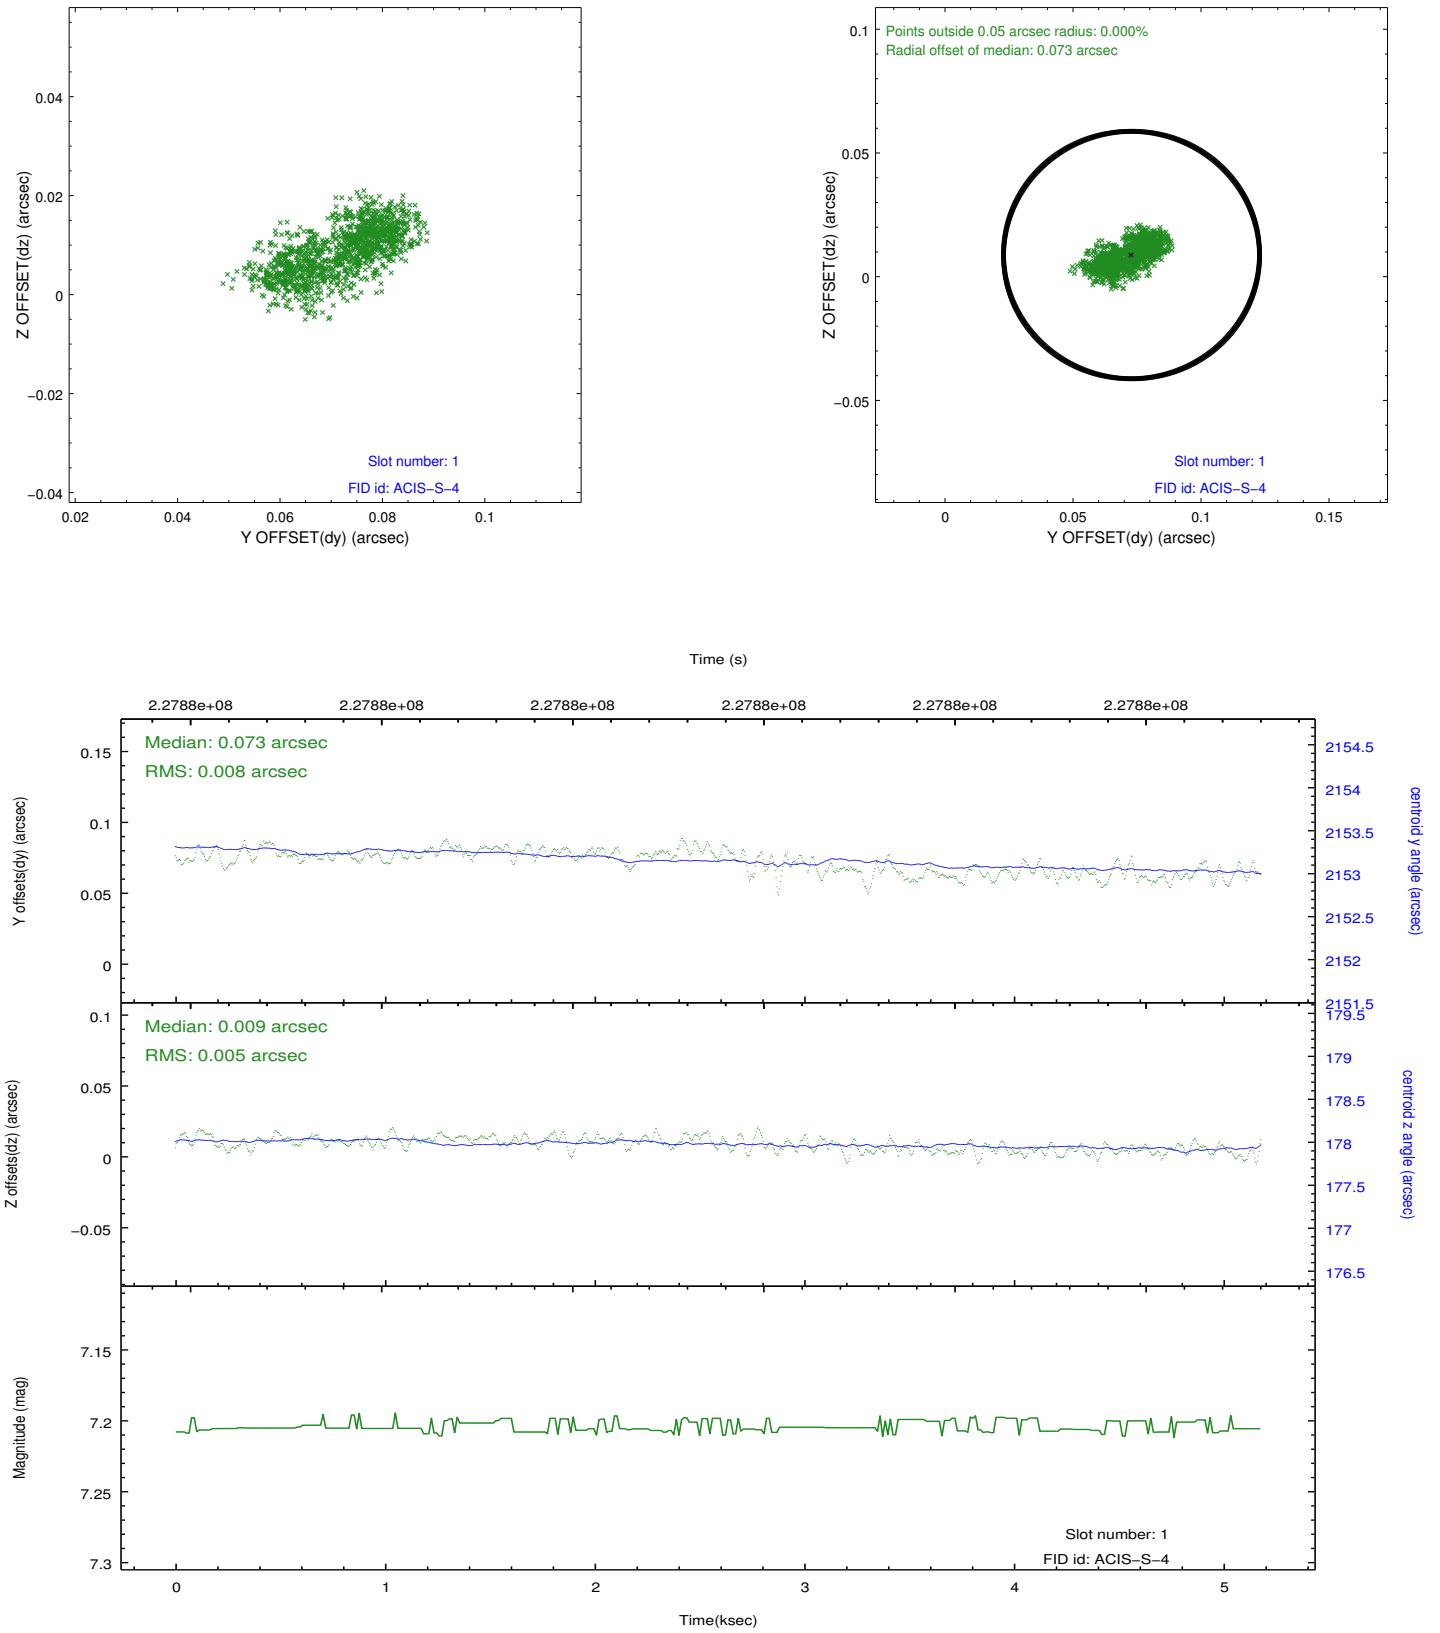 0.04
0.02
0
−0.02
−0.04
Z OFFSET(dz) (arcsec)
Slot number: 1
FID id: ACIS−S−4
0.02 0.04 0.06 0.08 0.1
Y OFFSET(dy) (arcsec)
Points outside 0.05 arcsec radius: 0.000%
Radial offset of median: 0.073 arcsec
0.1
0.05
0
−0.05
Z OFFSET(dz) (arcsec)
Slot number: 1
FID id: ACIS−S−4
0 0.05 0.1 0.15
Y OFFSET(dy) (arcsec)
Time (s)
2.2788e+08 2.2788e+08 2.2788e+08 2.2788e+08 2.2788e+08 2.2788e+08
Median: 0.073 arcsec
RMS: 0.008 arcsec
0.15
0.1
0.05
0
Y offsets(dy) (arcsec)
2154.5
2154
2153.5
2153
2152.5
2152
2151.5
centroid y angle (arcsec)
Median: 0.009 arcsec
RMS: 0.005 arcsec
0.1
0.05
0
−0.05
Z offsets(dz) (arcsec)
179.5
179
178.5
178
177.5
177
176.5
centroid z angle (arcsec)
7.15
7.2
7.25
7.3
Magnitude (mag)
Slot number: 1
FID id: ACIS−S−4
0 1 2 3 4 5
Time(ksec)